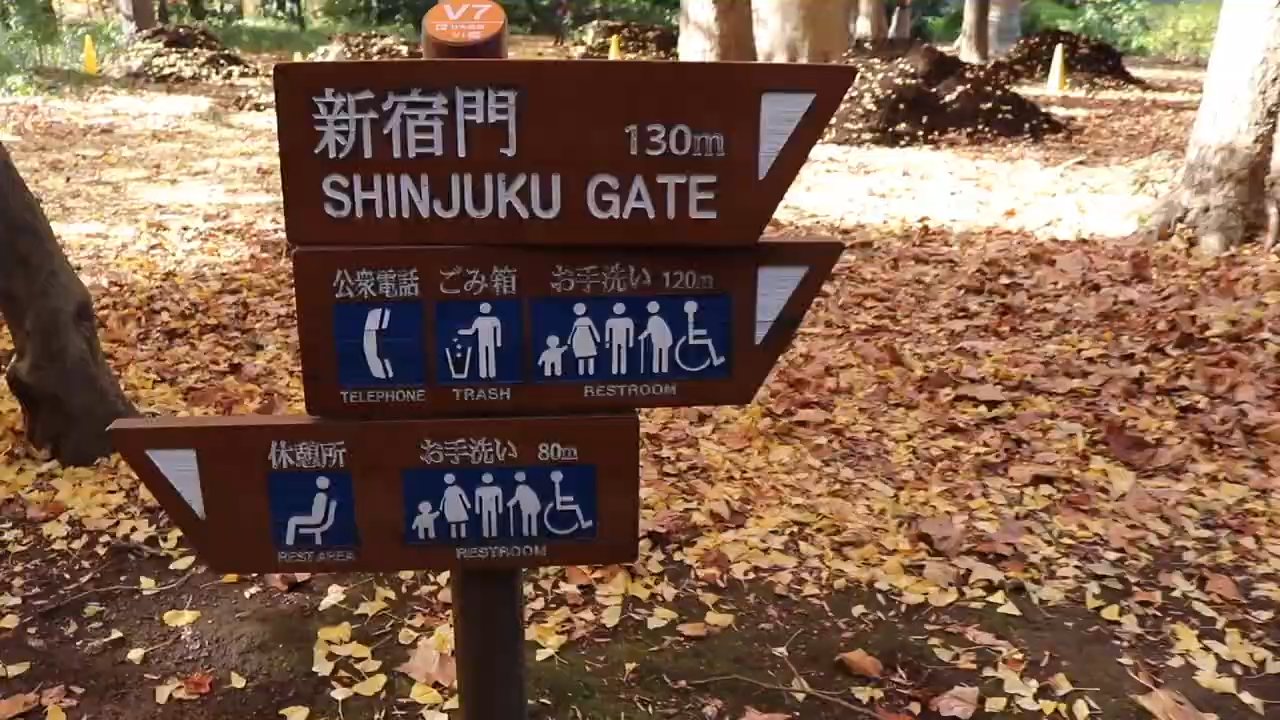 V7
新宿門 130m
SHINJUKU GATE
公衆電話 ごみ箱 お手洗い 120m
TELEPHONE TRASH RESTROOM
休憩所 お手洗い 80m
REST AREA RESTROOM